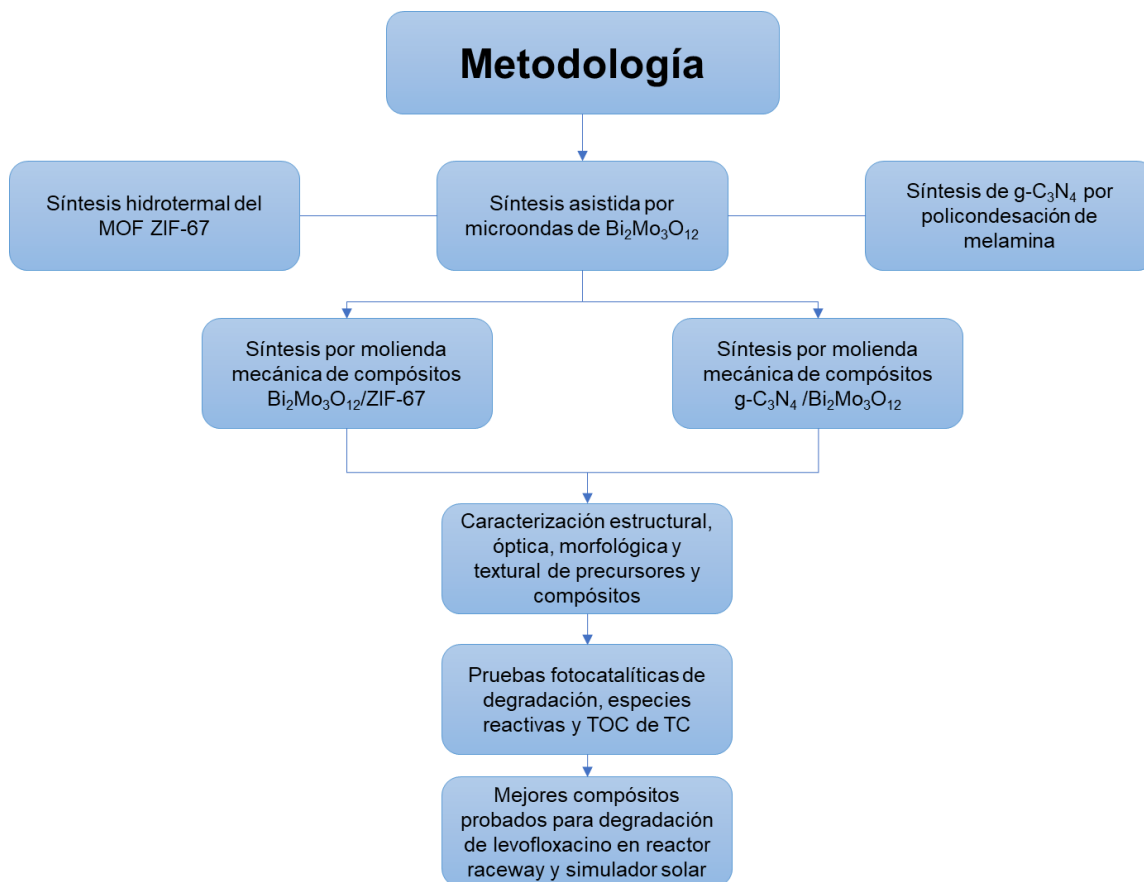 Metodología
Síntesis hidrotermal del
MOF ZIF-67
Síntesis asistida por
microondas de Bi₂Mo₃O₁₂
Síntesis de g-C₃N₄ por
policondesación de
melamina
Síntesis por molienda
mecánica de compósitos
Bi₂Mo₃O₁₂/ZIF-67
Síntesis por molienda
mecánica de compósitos
g-C₃N₄ /Bi₂Mo₃O₁₂
Caracterización estructural,
óptica, morfológica y
textural de precursores y
compósitos
Pruebas fotocatalíticas de
degradación, especies
reactivas y TOC de TC
Mejores compósitos
probados para degradación
de levofloxacino en reactor
raceway y simulador solar